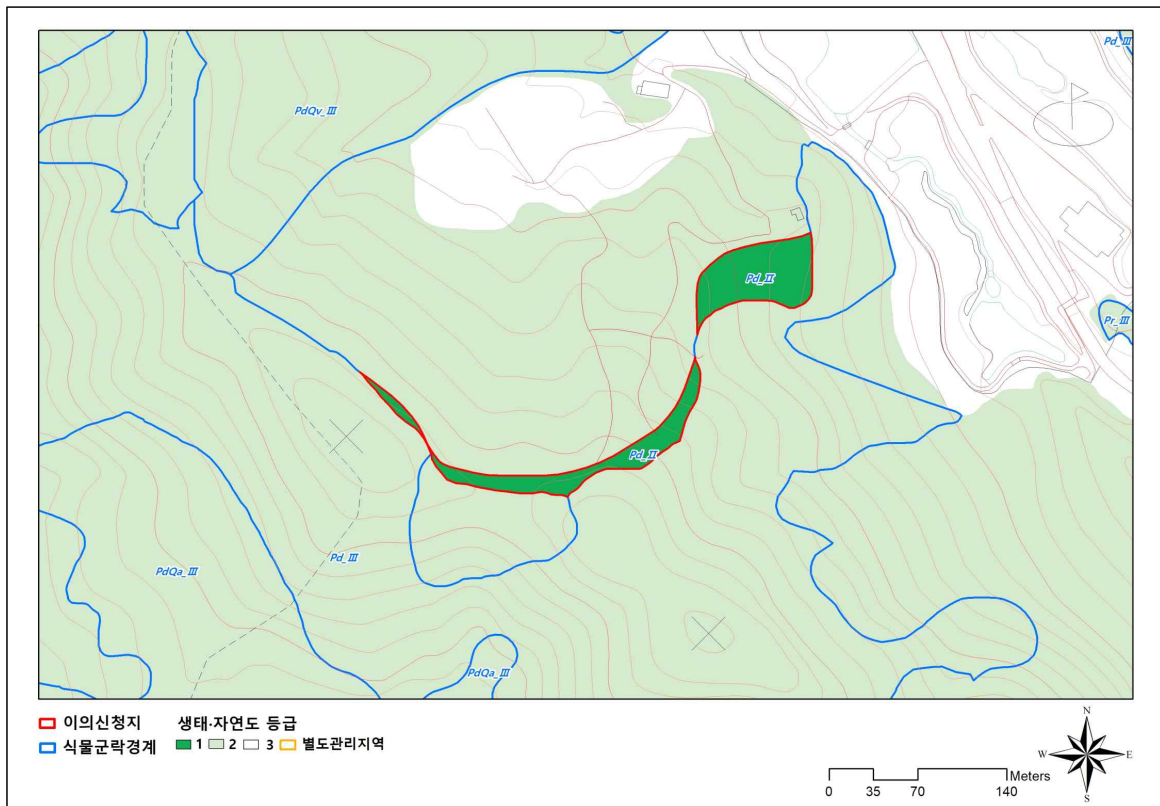 Pd_Ⅲ
PdQv_Ⅲ
Pd_Ⅱ
Pr_Ⅲ
Pd_Ⅱ
Pd_Ⅲ
PdQa_Ⅲ
PdQa_Ⅲ
이의신청지
생태·자연도 등급
식물군락경계
1 2 3 별도관리지역
N
W E
S
Meters
0 35 70 140